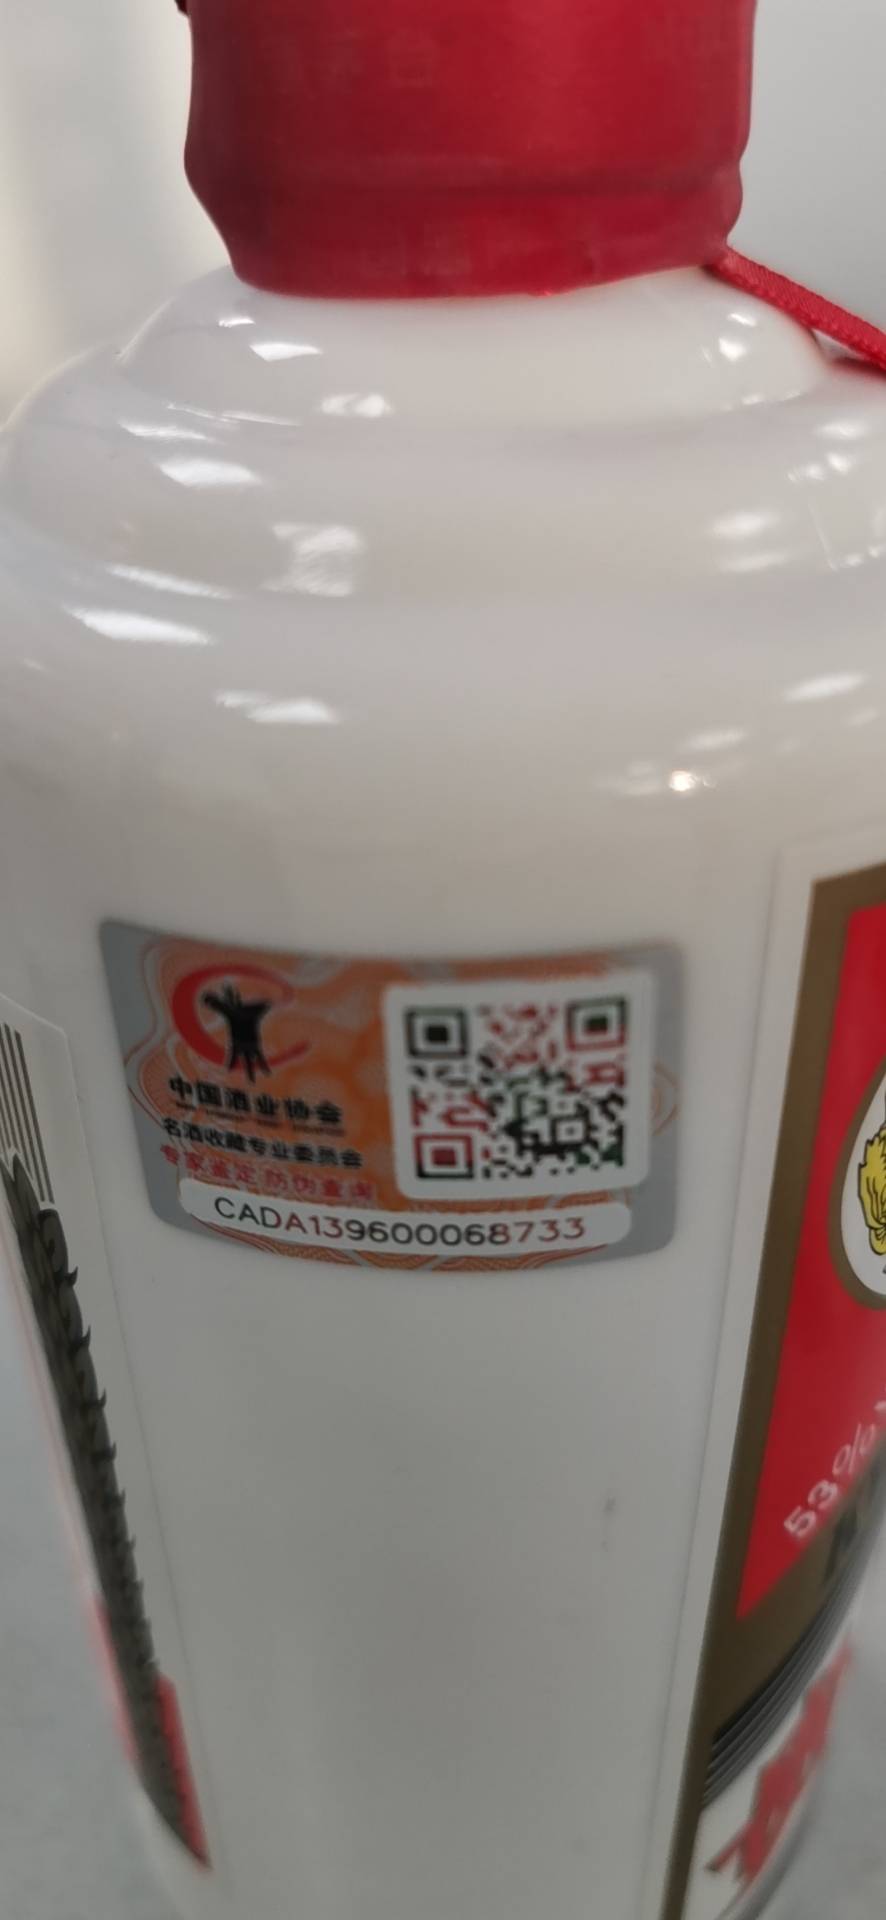 中国酒业协会
名酒收藏专业委员会
专家鉴定 防伪查询
CADA139600068733
53%